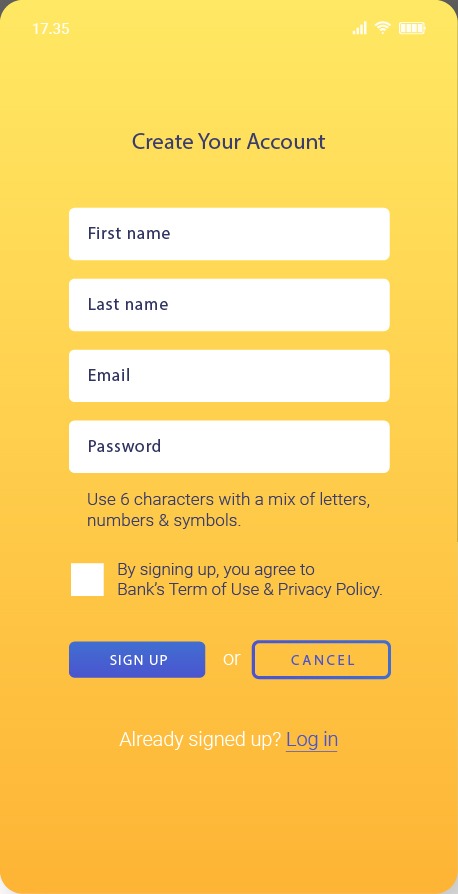 17.35
Create Your Account
First name
Last name
Email
Password
Use 6 characters with a mix of letters,
numbers & symbols.
By signing up, you agree to
Bank's Term of Use & Privacy Policy.
SIGN UP or CANCEL
Already signed up? Log in